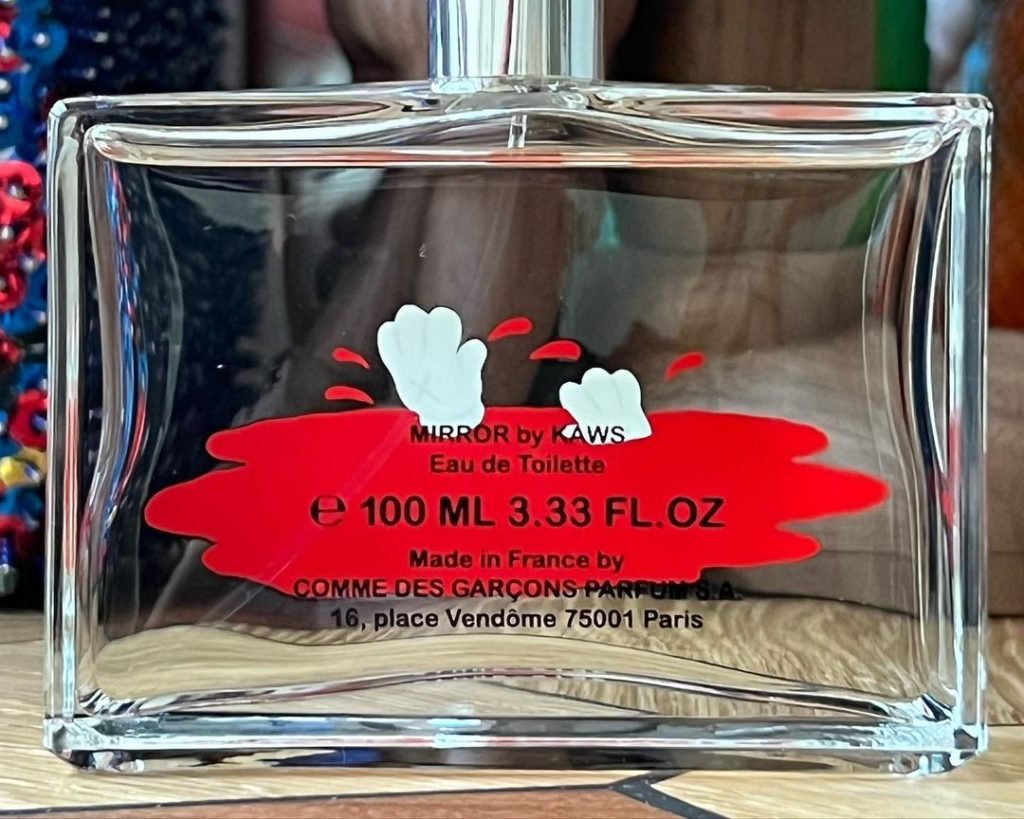 MIRROR by KAWS
Eau de Toilette
℮ 100 ML 3.33 FL.OZ
Made in France by
COMME DES GARÇONS PARFUM S.A.
16, place Vendôme 75001 Paris